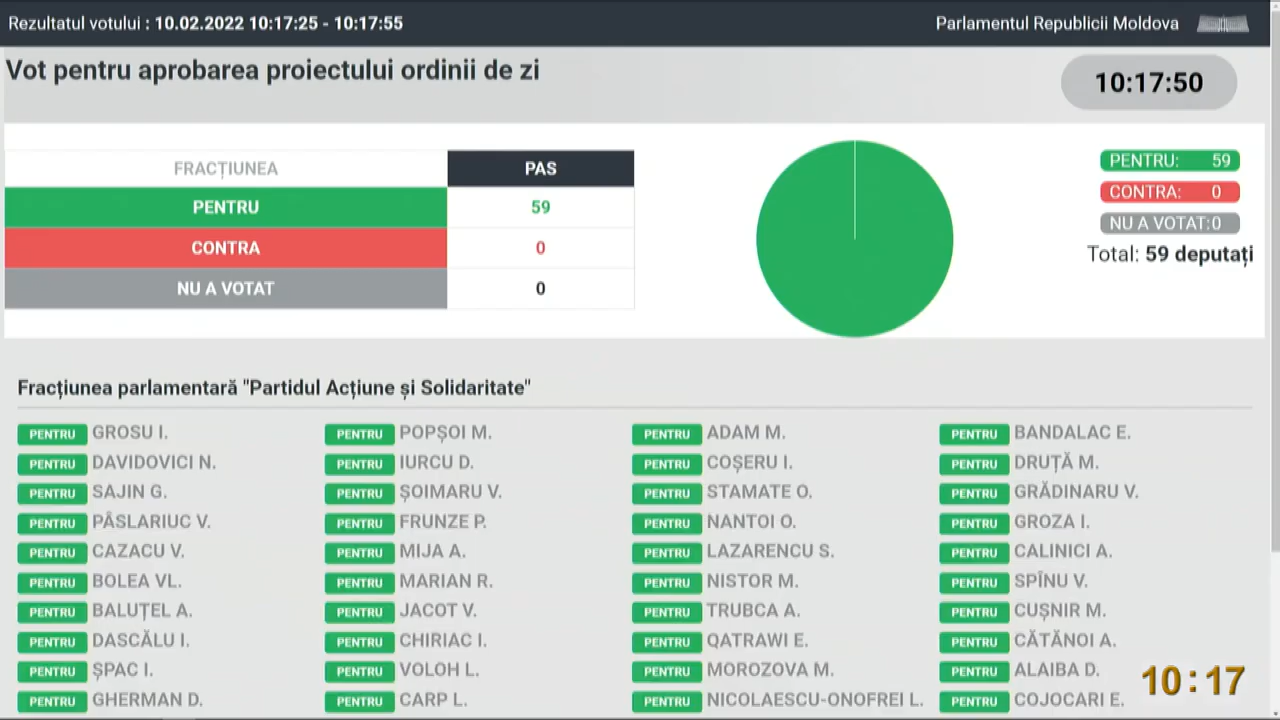 Rezultatul votului : 10.02.2022 10:17:25 - 10:17:55
Parlamentul Republicii Moldova
Vot pentru aprobarea proiectului ordinii de zi
10:17:50
FRACȚIUNEA PAS
PENTRU 59
CONTRA 0
NU A VOTAT 0
PENTRU: 59
CONTRA: 0
NU A VOTAT:0
Total: 59 deputați
Fracțiunea parlamentară "Partidul Acțiune și Solidaritate"
PENTRU GROSU I. PENTRU POPȘOI M. PENTRU ADAM M. PENTRU BANDALAC E.
PENTRU DAVIDOVICI N. PENTRU IURCU D. PENTRU COȘERU I. PENTRU DRUȚĂ M.
PENTRU SAJIN G. PENTRU ȘOIMARU V. PENTRU STAMATE O. PENTRU GRĂDINARU V.
PENTRU PÂSLARIUC V. PENTRU FRUNZE P. PENTRU NANTOI O. PENTRU GROZA I.
PENTRU CAZACU V. PENTRU MIJA A. PENTRU LAZARENCU S. PENTRU CALINICI A.
PENTRU BOLEA VL. PENTRU MARIAN R. PENTRU NISTOR M. PENTRU SPÎNU V.
PENTRU BALUȚEL A. PENTRU JACOT V. PENTRU TRUBCA A. PENTRU CUȘNIR M.
PENTRU DASCĂLU I. PENTRU CHIRIAC I. PENTRU QATRAWI E. PENTRU CĂTĂNOI A.
PENTRU ȘPAC I. PENTRU VOLOH L. PENTRU MOROZOVA M. PENTRU ALAIBA D.
PENTRU GHERMAN D. PENTRU CARP L. PENTRU NICOLAESCU-ONOFREI L. PENTRU COJOCARI E.
10:17